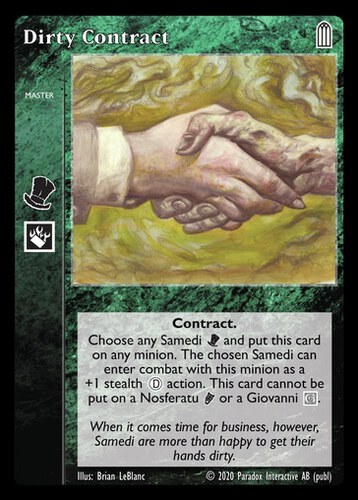 Dirty Contract
MASTER
Contract.
Choose any Samedi and put this card
on any minion. The chosen Samedi can
enter combat with this minion as a
+1 stealth Ⓓ action. This card cannot be
put on a Nosferatu or a Giovanni .
When it comes time for business, however,
Samedi are more than happy to get their
hands dirty.
Illus: Brian LeBlanc © 2020 Paradox Interactive AB (publ)